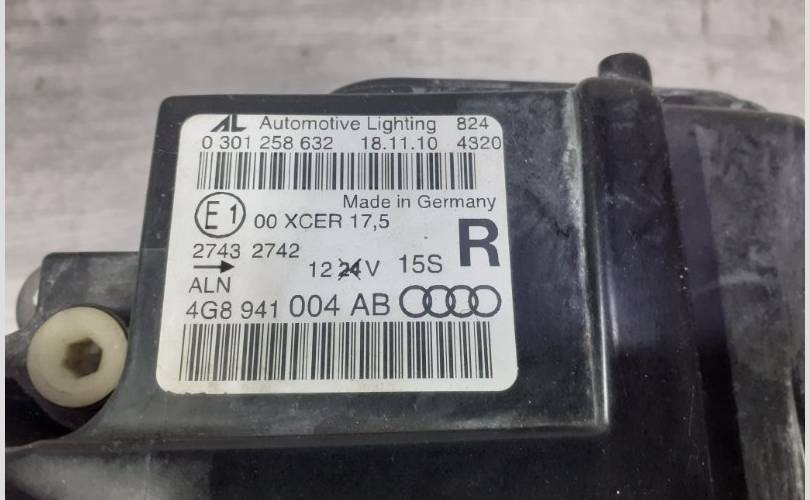 AL Automotive Lighting 824
0 301 258 632 18.11.10 4320
Made in Germany
E1 00 XCER 17,5
R
2743 2742
→ 12 24 V 15S
ALN
4G8 941 004 AB